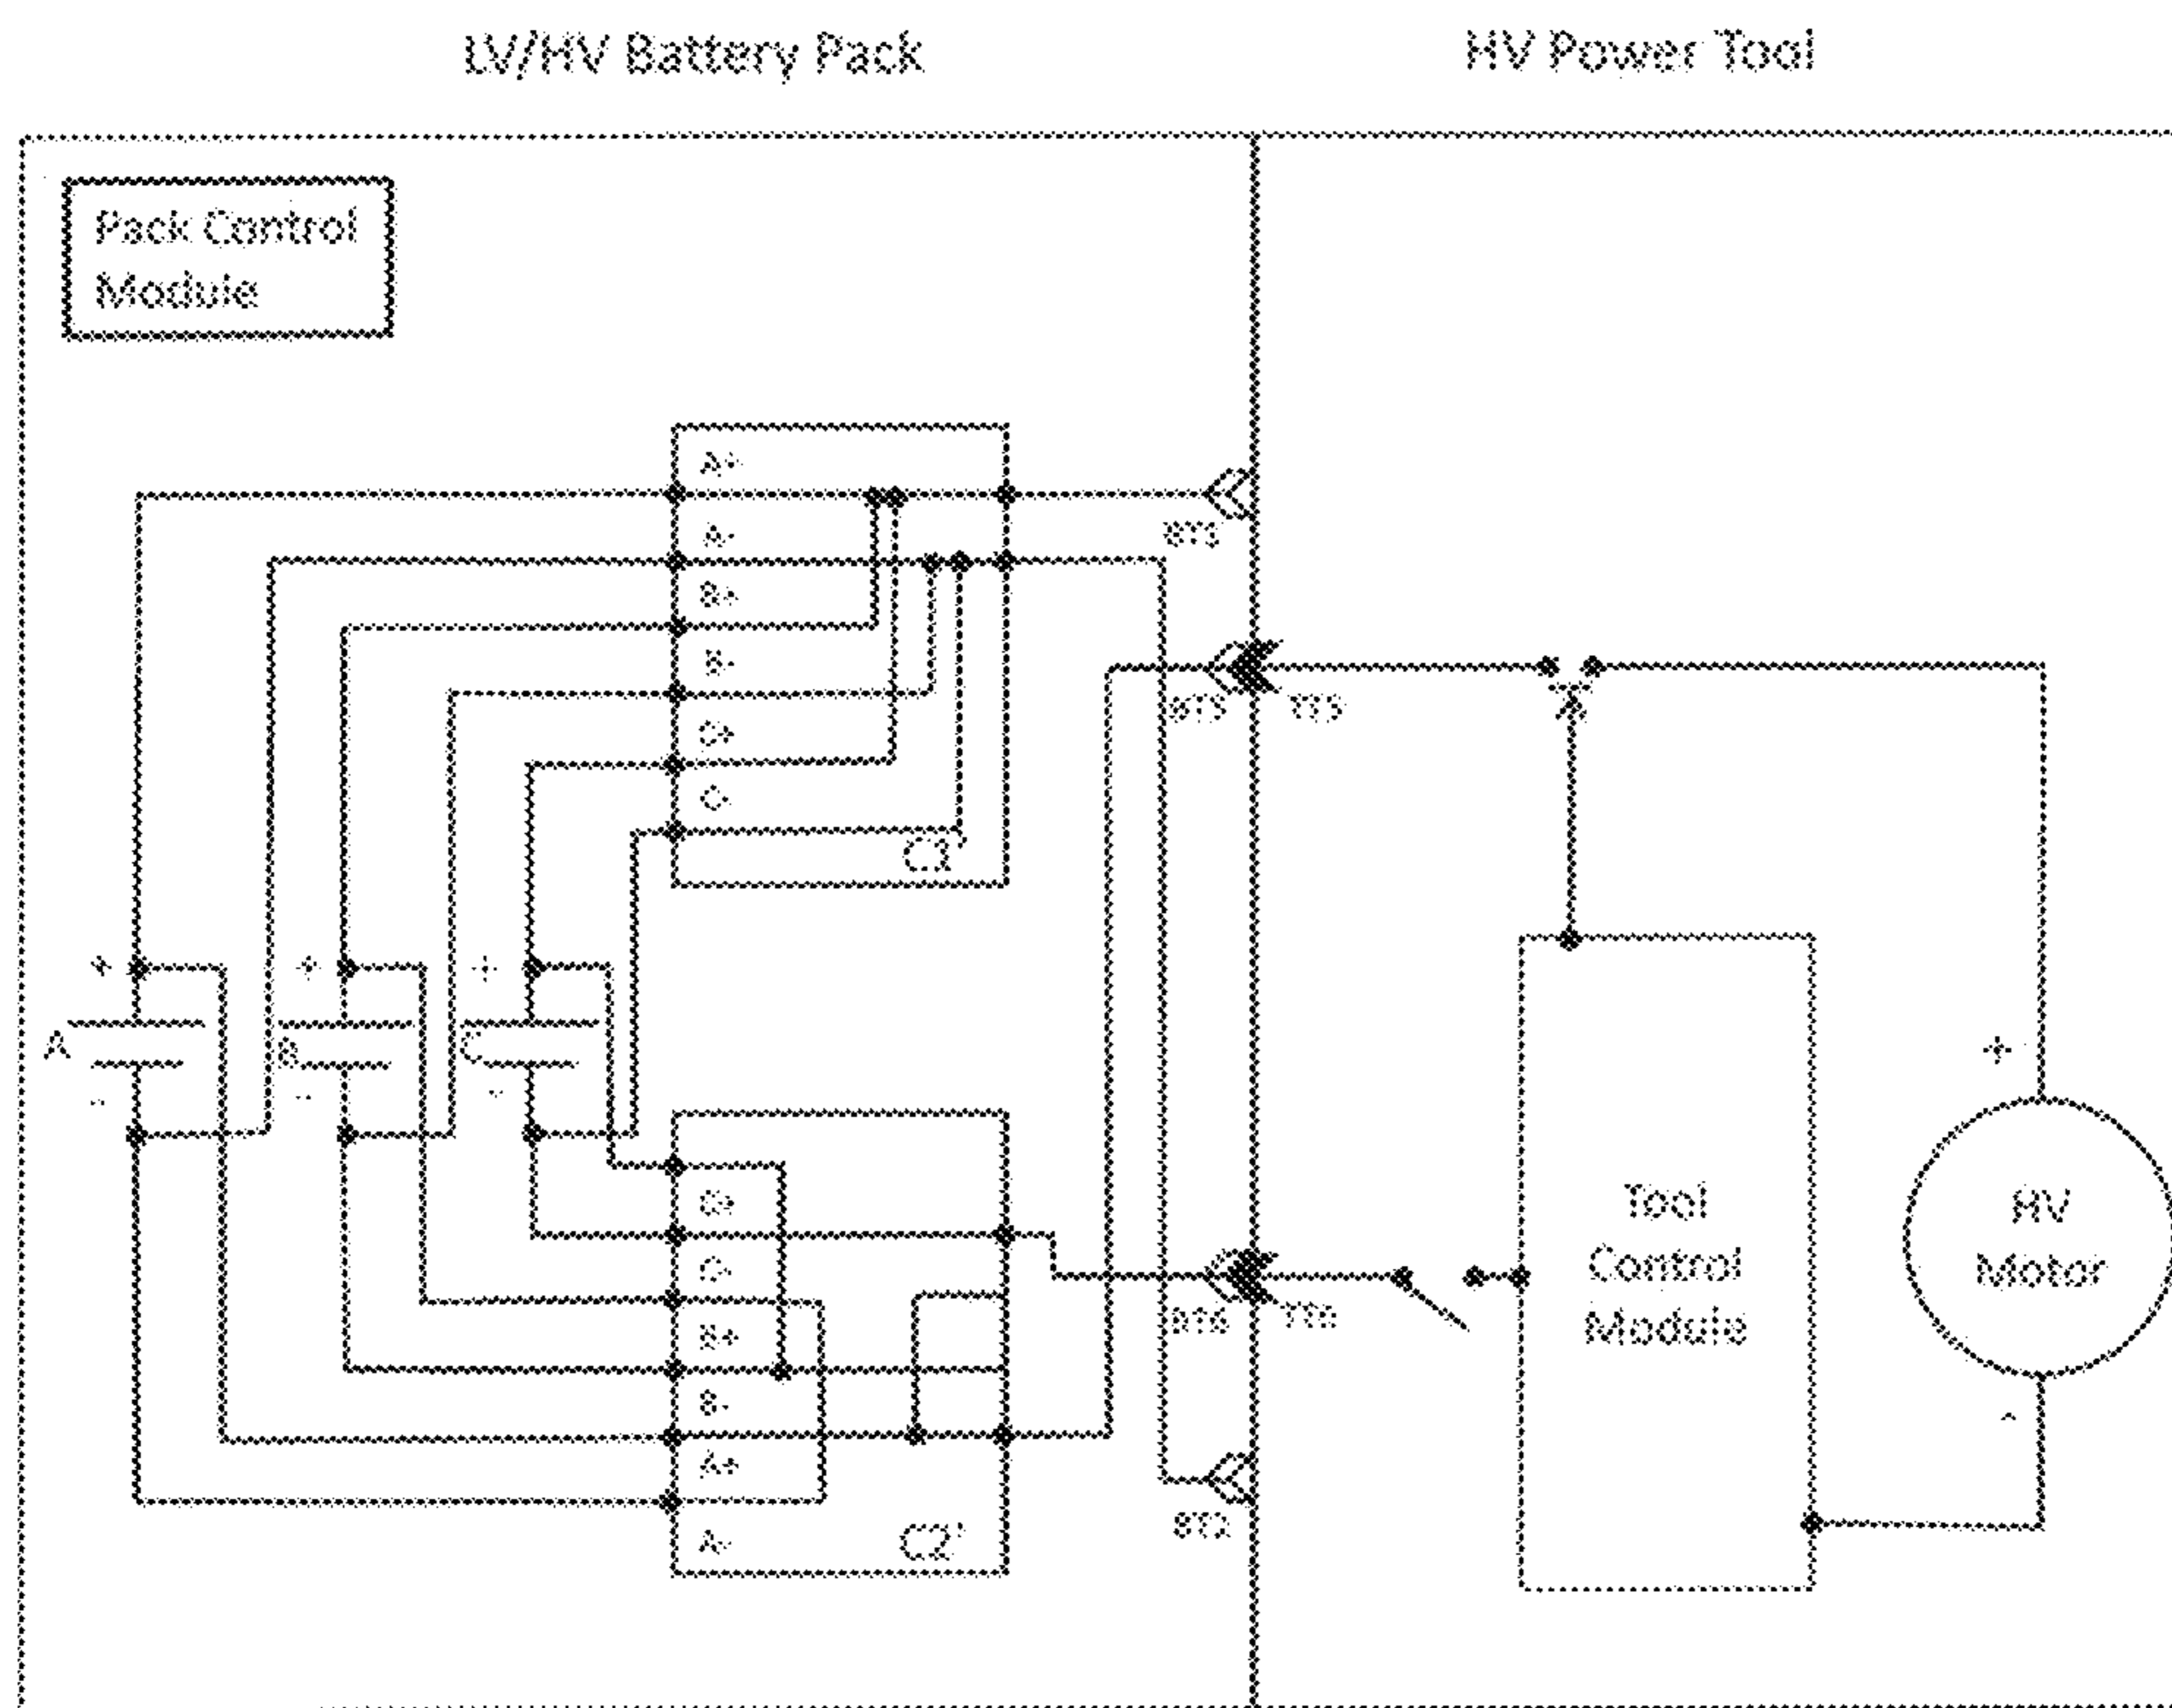 LV/HV Battery Pack
HV Power Tool
Pack Control
Module
A+
A-
B+
B-
C+
C-
C1'
BT1
BT5
TT5
+
+
+
A
B
C
-
-
-
C+
C-
B+
B-
A+
A-
C2'
BT6
TT6
BT2
Tool
Control
Module
+
HV
Motor
-